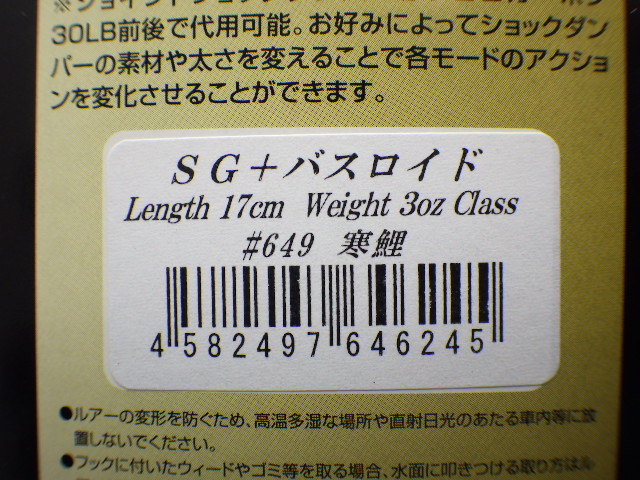 30LB前後で代用可能。お好みによってショックダン
パーの素材や太さを変えることで各モードのアクショ
ンを変化させることができます。
SG+バスロイド
Length 17cm Weight 3oz Class
#649 寒鯉
4 582497 646245
●ルアーの変形を防ぐため、高温多湿な場所や直射日光のあたる車内等に放
置しないでください。
●フックに付いたウィードやゴミ等を取る場合、水面に叩きつける取り方はル